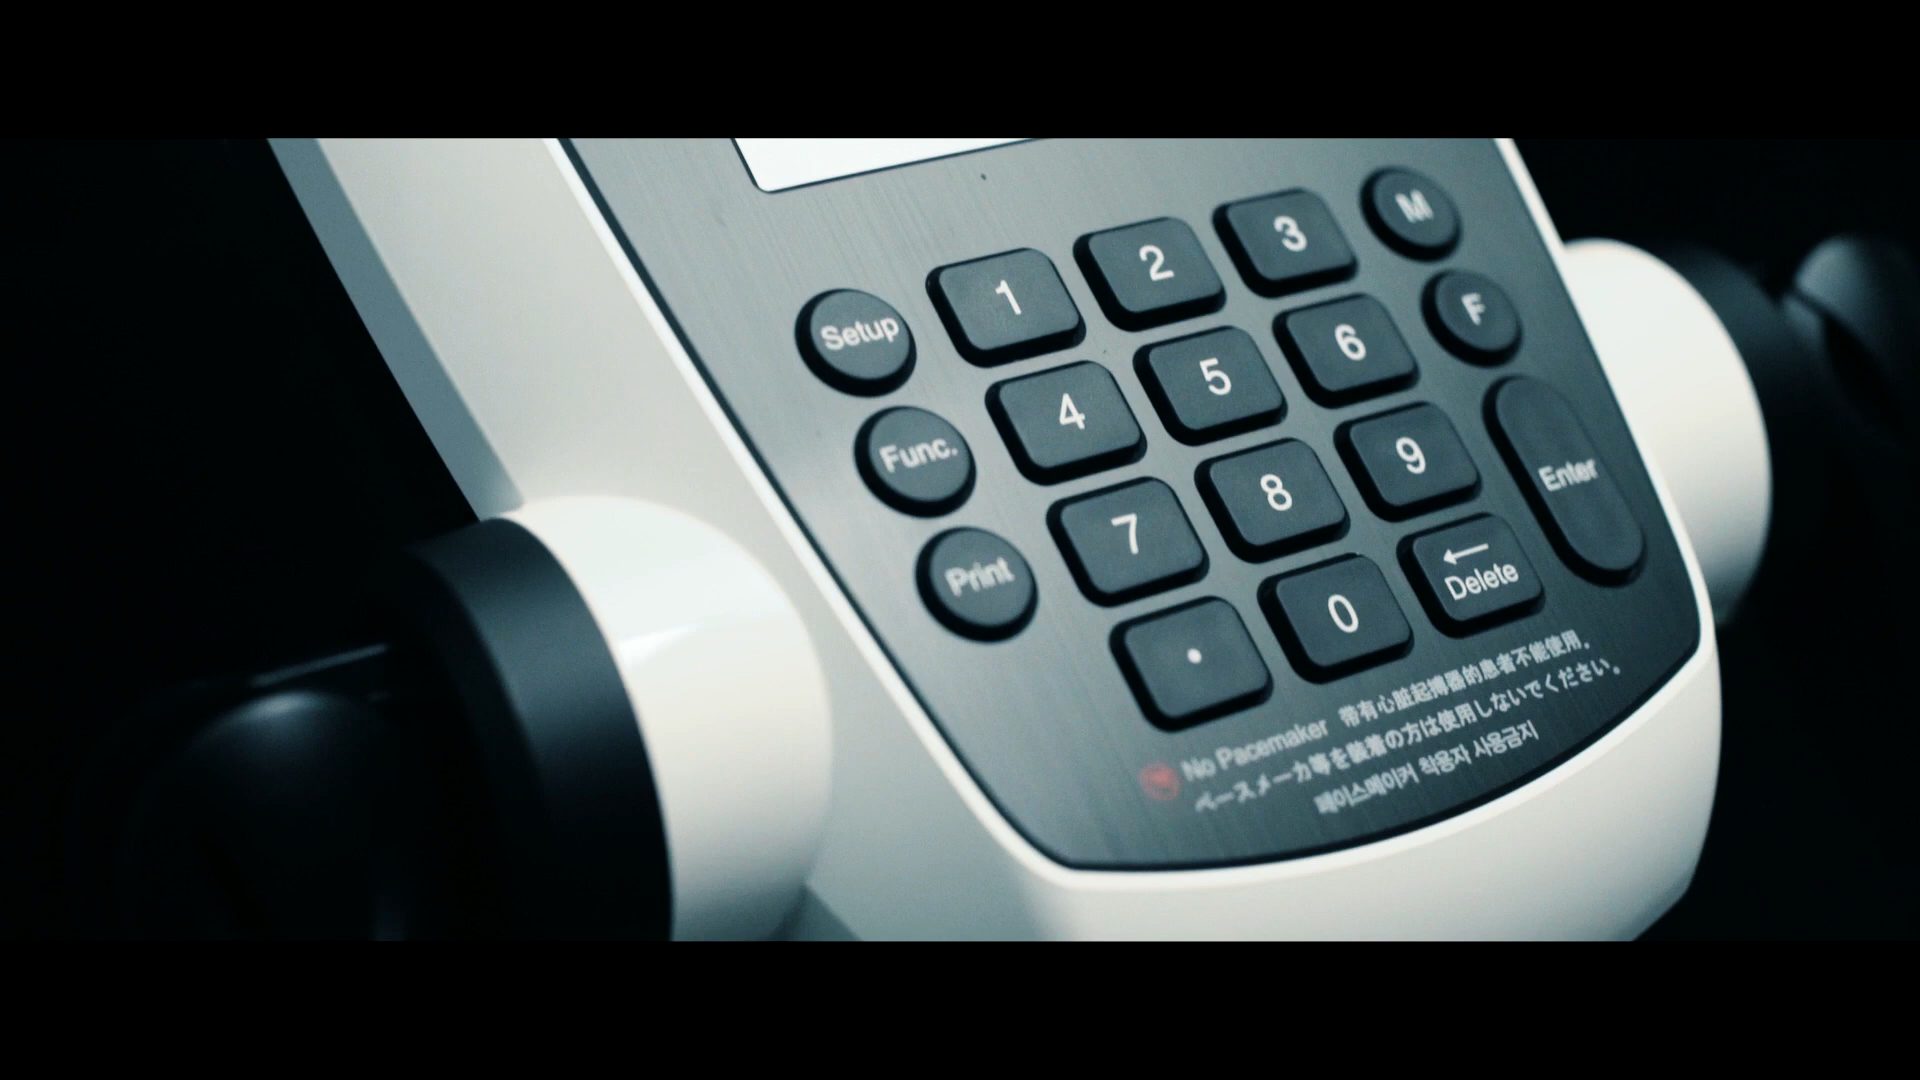 1 2 3 M
Setup
4 5 6 F
Func.
7 8 9 Enter
Print
. 0 ← Delete
No Pacemaker 带有心脏起搏器的患者不能使用。
ペースメーカ等を装着の方は使用しないでください。
페이스메이커 착용자 사용금지